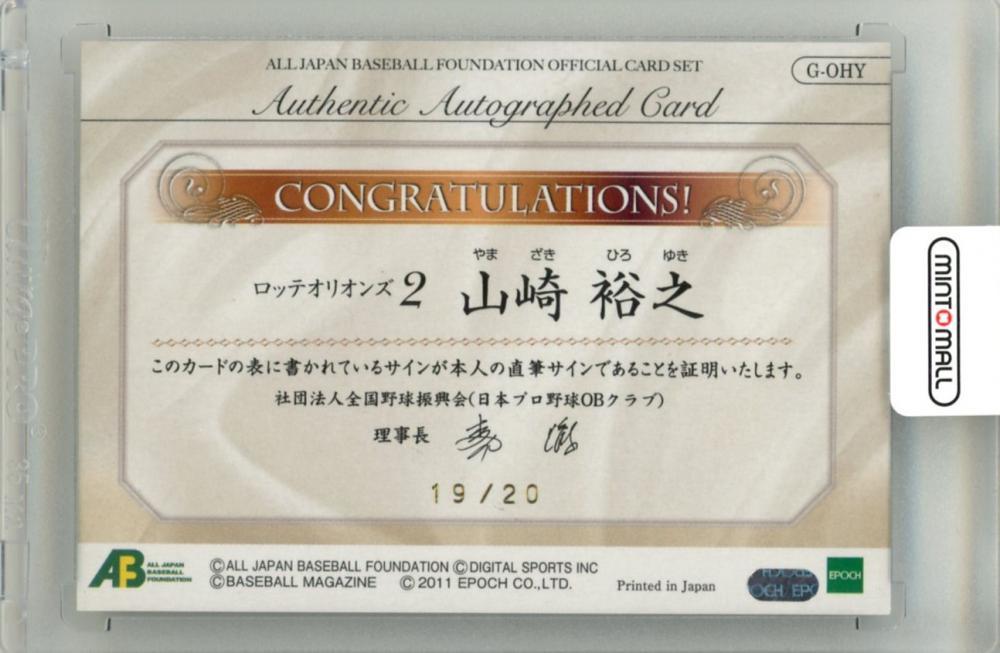 ALL JAPAN BASEBALL FOUNDATION OFFICIAL CARD SET
G-OHY
Authentic Autographed Card
CONGRATULATIONS!
やま ざき ひろ ゆき
ロッテオリオンズ 2 山崎 裕之
このカードの表に書かれているサインが本人の直筆サインであることを証明いたします。
社団法人全国野球振興会(日本プロ野球OBクラブ)
理事長
19/20
AB ALL JAPAN BASEBALL FOUNDATION
©ALL JAPAN BASEBALL FOUNDATION ©DIGITAL SPORTS INC
©BASEBALL MAGAZINE ©2011 EPOCH CO.,LTD.
Printed in Japan
EPOCH
MINTOMALL